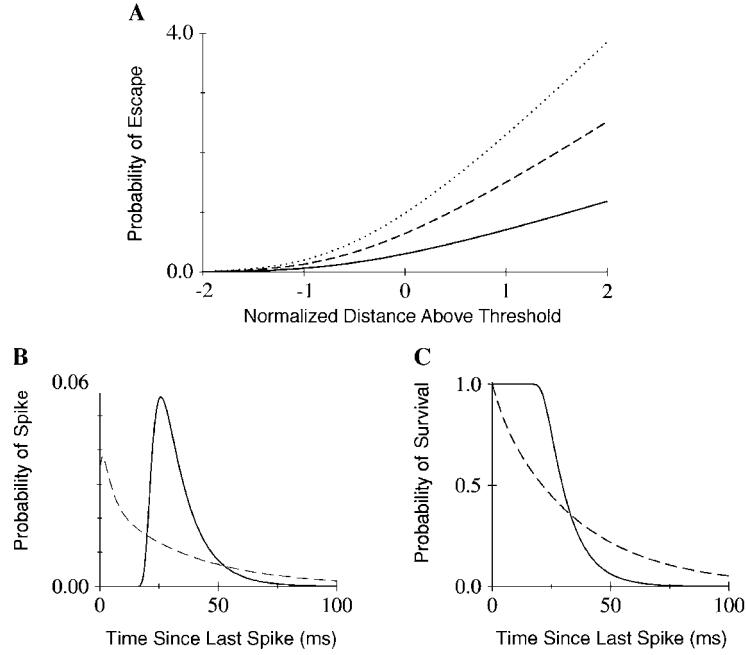 A
4.0
Probability of Escape
0.0
-2 -1 0 1 2
Normalized Distance Above Threshold
B
0.06
Probability of Spike
0.00
0 50 100
Time Since Last Spike (ms)
C
1.0
Probability of Survival
0.5
0.0
0 50 100
Time Since Last Spike (ms)